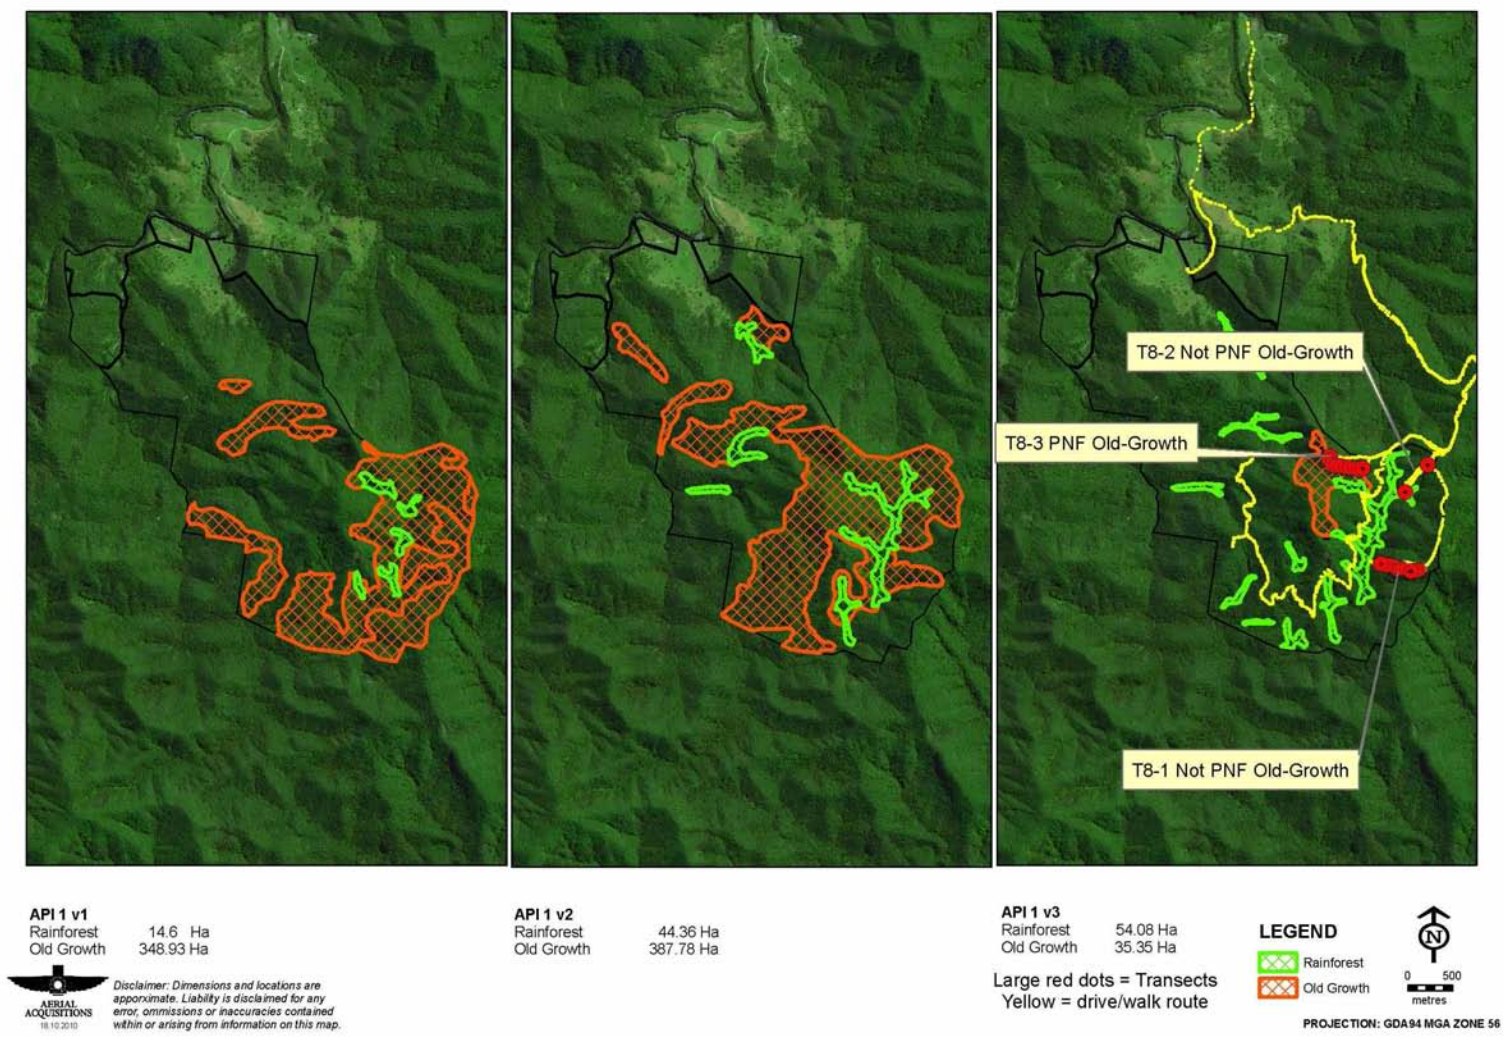 T8-2 Not PNF Old-Growth
T8-3 PNF Old-Growth
T8-1 Not PNF Old-Growth
API 1 v1
Rainforest 14.6 Ha
Old Growth 348.93 Ha
API 1 v2
Rainforest 44.36 Ha
Old Growth 387.78 Ha
API 1 v3
Rainforest 54.08 Ha
Old Growth 35.35 Ha
Large red dots = Transects
Yellow = drive/walk route
LEGEND
Rainforest
Old Growth
N
0 500
metres
AERIAL
ACQUISITIONS
18.10.2010
Disclaimer: Dimensions and locations are
apporximate. Liability is disclaimed for any
error, ommissions or inaccuracies contained
within or arising from information on this map.
PROJECTION: GDA94 MGA ZONE 56